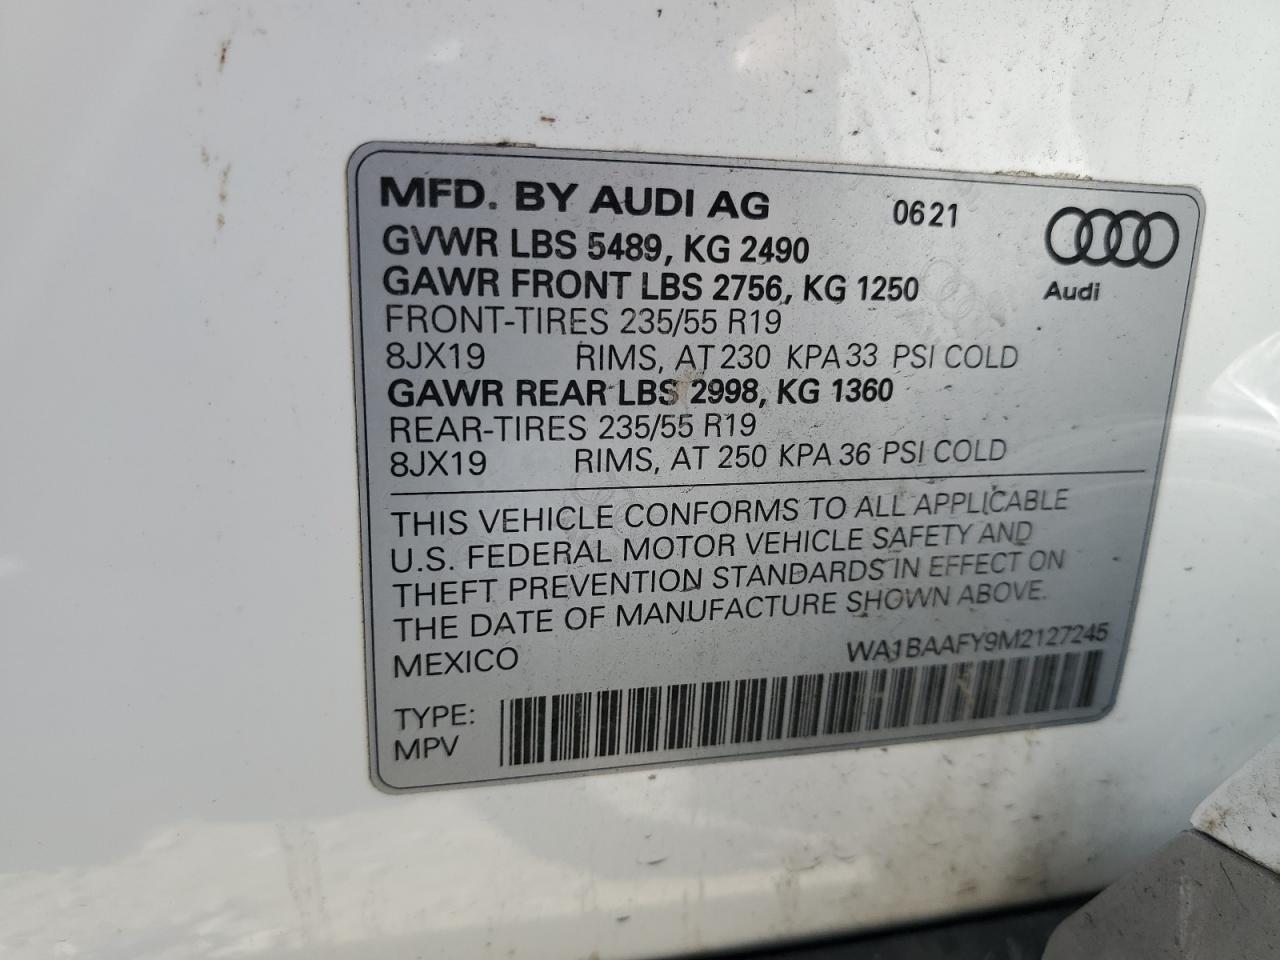 MFD. BY AUDI AG 0621
GVWR LBS 5489, KG 2490
GAWR FRONT LBS 2756, KG 1250
Audi
FRONT-TIRES 235/55 R19
8JX19 RIMS, AT 230 KPA 33 PSI COLD
GAWR REAR LBS 2998, KG 1360
REAR-TIRES 235/55 R19
8JX19 RIMS, AT 250 KPA 36 PSI COLD
THIS VEHICLE CONFORMS TO ALL APPLICABLE
U.S. FEDERAL MOTOR VEHICLE SAFETY AND
THEFT PREVENTION STANDARDS IN EFFECT ON
THE DATE OF MANUFACTURE SHOWN ABOVE.
MEXICO WA1BAAFY9M2127245
TYPE:
MPV